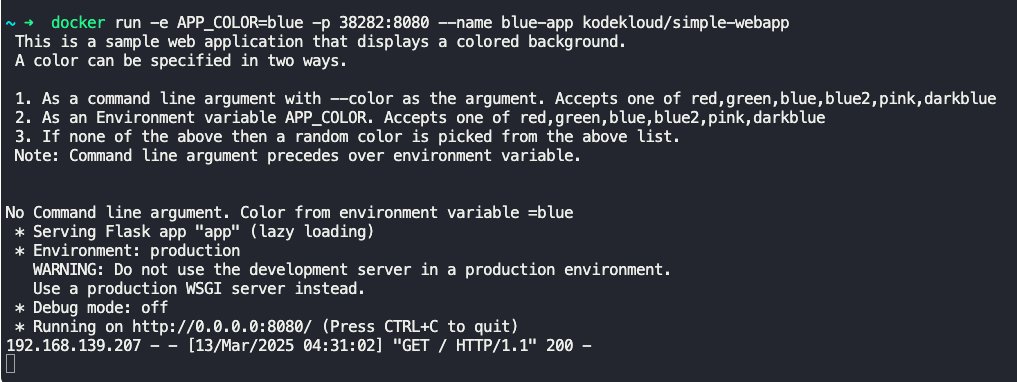 ~ ➜ docker run -e APP_COLOR=blue -p 38282:8080 --name blue-app kodekloud/simple-webapp
This is a sample web application that displays a colored background.
A color can be specified in two ways.
1. As a command line argument with --color as the argument. Accepts one of red,green,blue,blue2,pink,darkblue
2. As an Environment variable APP_COLOR. Accepts one of red,green,blue,blue2,pink,darkblue
3. If none of the above then a random color is picked from the above list.
Note: Command line argument precedes over environment variable.
No Command line argument. Color from environment variable =blue
* Serving Flask app "app" (lazy loading)
* Environment: production
WARNING: Do not use the development server in a production environment.
Use a production WSGI server instead.
* Debug mode: off
* Running on http://0.0.0.0:8080/ (Press CTRL+C to quit)
192.168.139.207 - - [13/Mar/2025 04:31:02] "GET / HTTP/1.1" 200 -